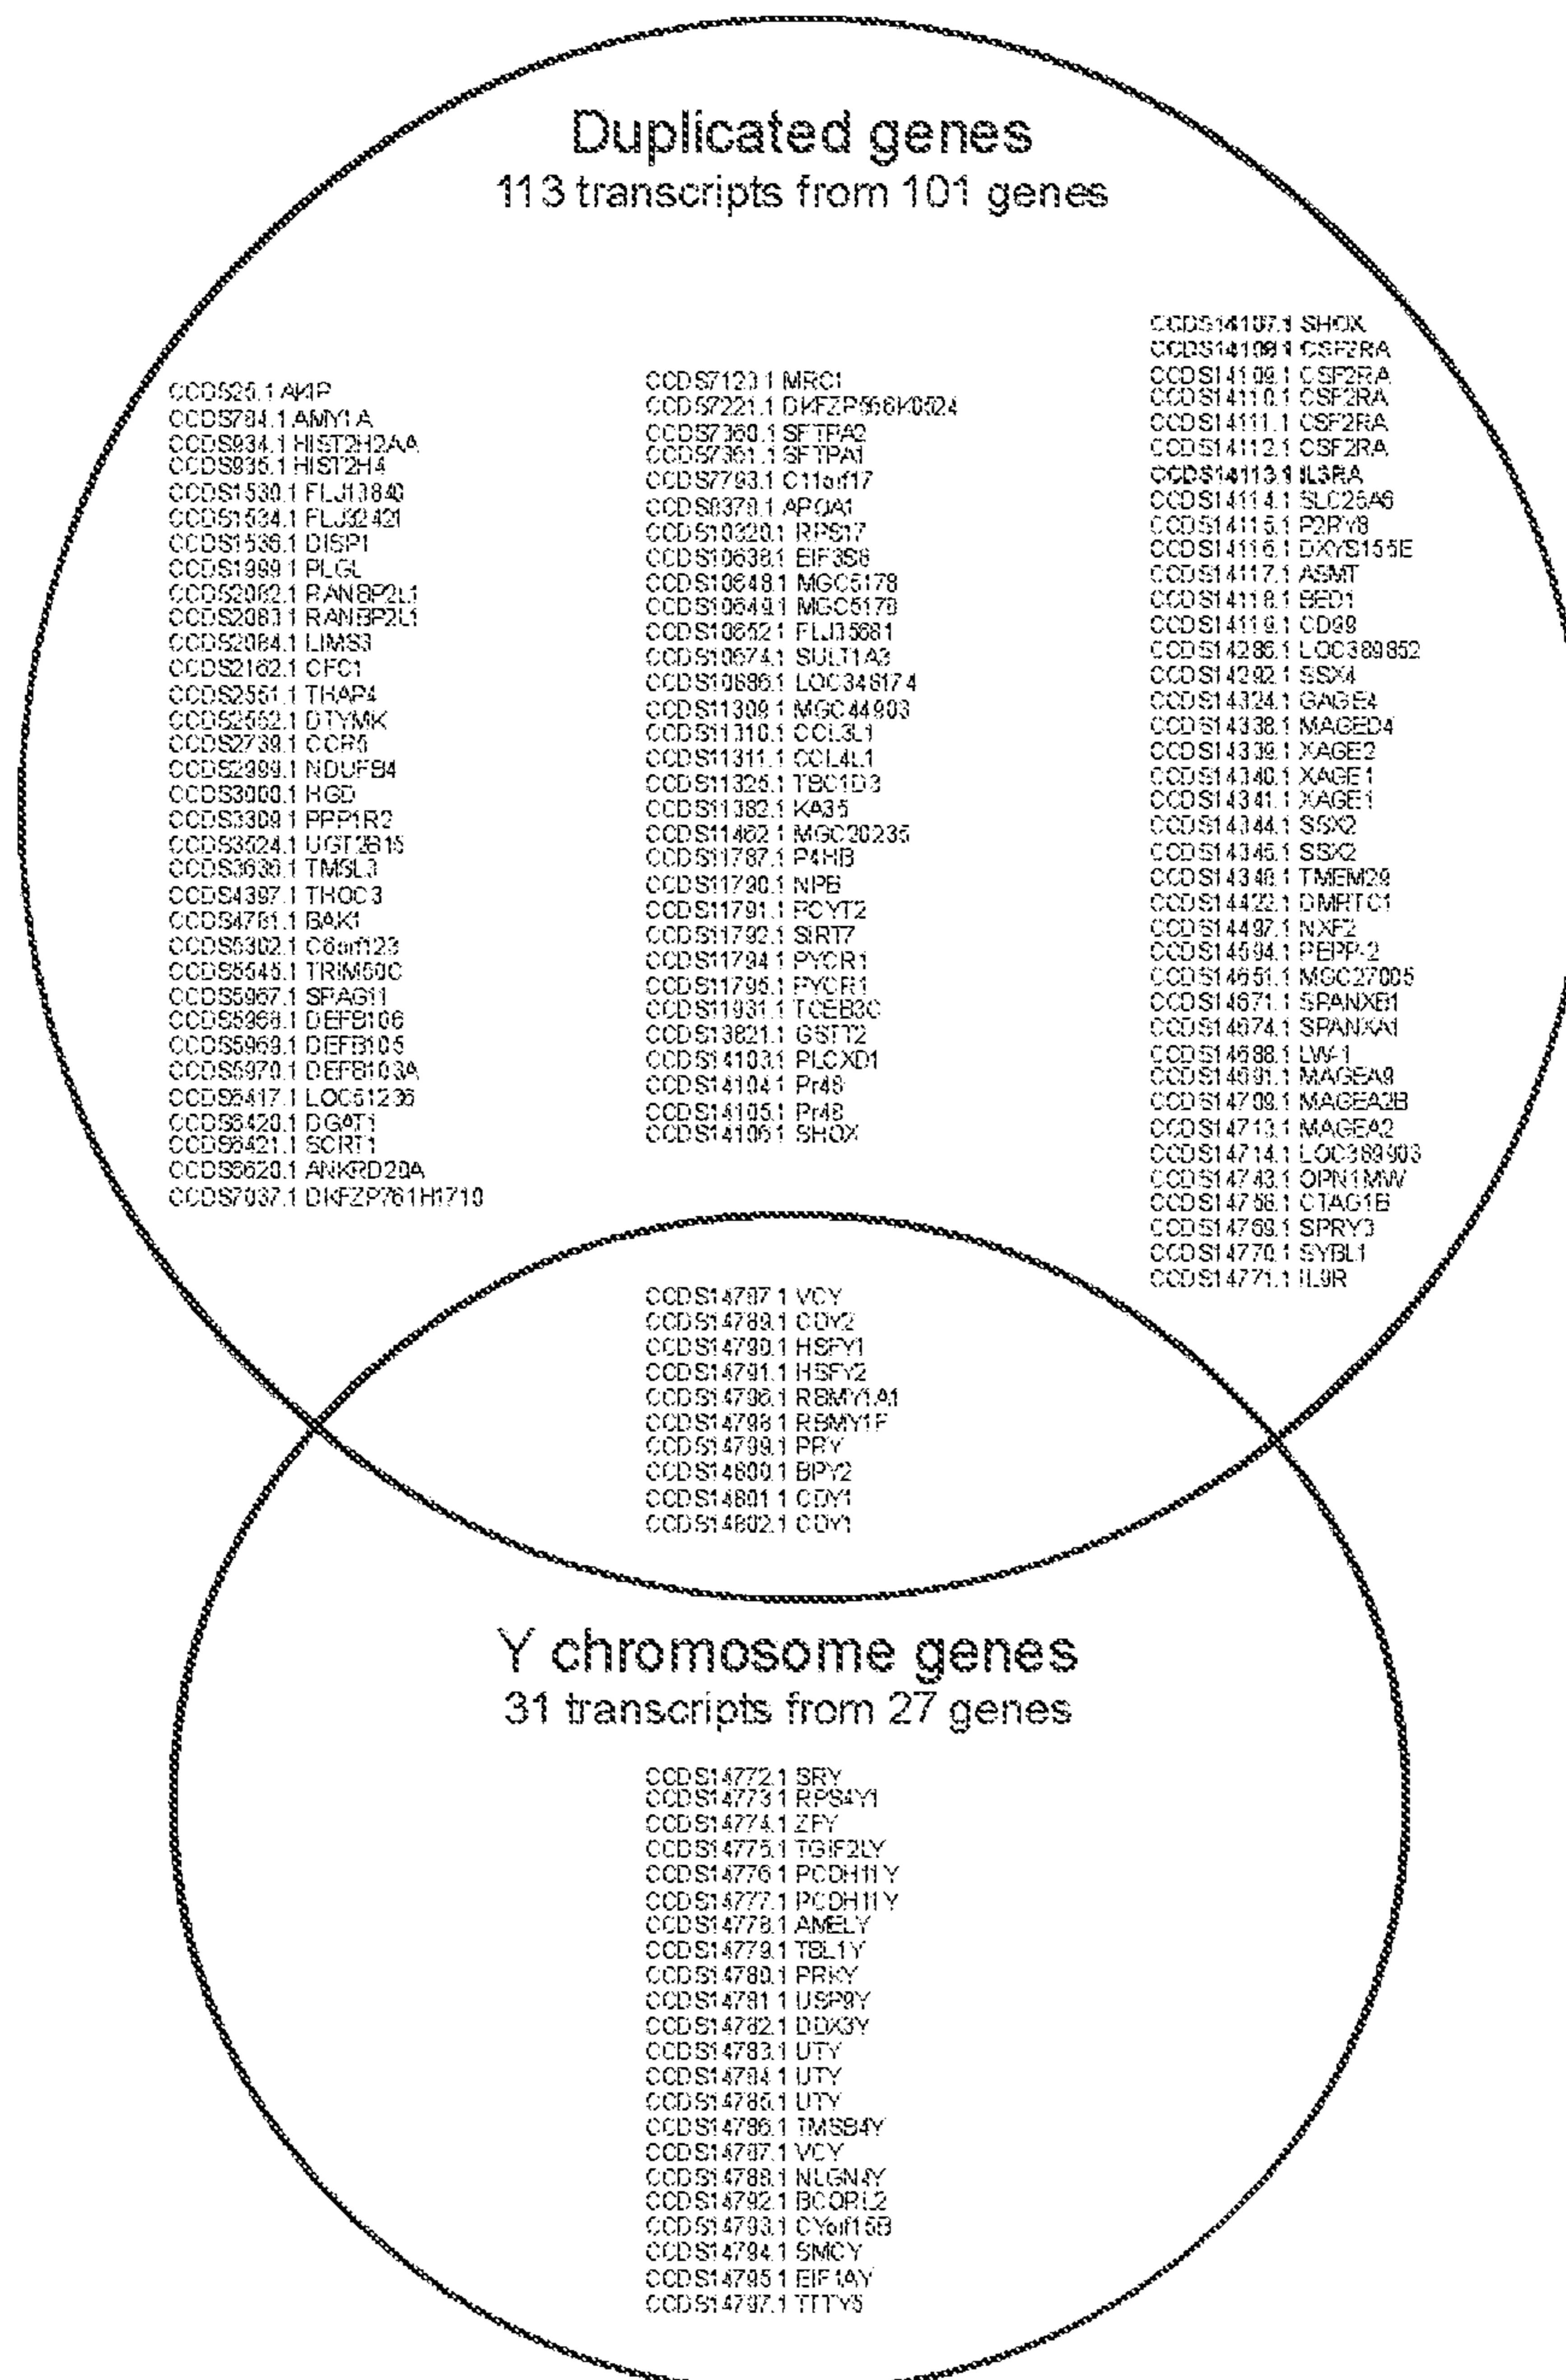 Duplicated genes
113 transcripts from 101 genes
CCDS25.1 AKIP
CCDS784.1 AMY1A
CCDS934.1 HIST2H2AA
CCDS935.1 HIST2H4
CCDS1530.1 FLJ13840
CCDS1534.1 FLJ32421
CCDS1536.1 DISP1
CCDS1999.1 PLGL
CCDS2082.1 RANBP2L1
CCDS2083.1 RANBP2L1
CCDS2084.1 LIMS3
CCDS2162.1 CFC1
CCDS2551.1 THAP4
CCDS2552.1 DTYMK
CCDS2739.1 CCR5
CCDS2999.1 NDUFB4
CCDS3000.1 HGD
CCDS3309.1 PPP1R2
CCDS3524.1 UGT2B15
CCDS3636.1 TMSL3
CCDS4397.1 THOC3
CCDS4781.1 BAK1
CCDS5302.1 C6orf123
CCDS5545.1 TRIM50C
CCDS5967.1 SPAG11
CCDS5968.1 DEFB106
CCDS5969.1 DEFB105
CCDS5970.1 DEFB103A
CCDS6417.1 LOC51236
CCDS6420.1 DGAT1
CCDS6421.1 SCRT1
CCDS6620.1 ANKRD20A
CCDS7037.1 DKFZP761H1710
CCDS7123.1 MRC1
CCDS7221.1 DKFZP566K0524
CCDS7360.1 SFTPA2
CCDS7361.1 SFTPA1
CCDS7793.1 C11orf17
CCDS8378.1 APOA1
CCDS10320.1 RPS17
CCDS10638.1 EIF3S8
CCDS10648.1 MGC5178
CCDS10649.1 MGC5178
CCDS10652.1 FLJ35681
CCDS10674.1 SULT1A3
CCDS10886.1 LOC348174
CCDS11309.1 MGC44903
CCDS11310.1 CCL3L1
CCDS11311.1 CCL4L1
CCDS11325.1 TBC1D3
CCDS11382.1 KA35
CCDS11462.1 MGC20235
CCDS11787.1 P4HB
CCDS11790.1 NPB
CCDS11791.1 PCYT2
CCDS11792.1 SIRT7
CCDS11794.1 PYCR1
CCDS11795.1 PYCR1
CCDS11931.1 TCEB3C
CCDS13821.1 GSTT2
CCDS14103.1 PLCXD1
CCDS14104.1 Pr48
CCDS14105.1 Pr48
CCDS14106.1 SHOX
CCDS14107.1 SHOX
CCDS14108.1 CSF2RA
CCDS14109.1 CSF2RA
CCDS14110.1 CSF2RA
CCDS14111.1 CSF2RA
CCDS14112.1 CSF2RA
CCDS14113.1 IL3RA
CCDS14114.1 SLC25A6
CCDS14115.1 P2RY8
CCDS14116.1 DXYS155E
CCDS14117.1 ASMT
CCDS14118.1 BED1
CCDS14119.1 CD99
CCDS14286.1 LOC389852
CCDS14292.1 SSX4
CCDS14324.1 GAGE4
CCDS14338.1 MAGED4
CCDS14339.1 XAGE2
CCDS14340.1 XAGE1
CCDS14341.1 XAGE1
CCDS14344.1 SSX2
CCDS14345.1 SSX2
CCDS14348.1 TMEM29
CCDS14422.1 DMRTC1
CCDS14497.1 NXF2
CCDS14594.1 PEPP-2
CCDS14651.1 MGC27005
CCDS14671.1 SPANXB1
CCDS14674.1 SPANXA1
CCDS14688.1 LW-1
CCDS14691.1 MAGEA9
CCDS14709.1 MAGEA2B
CCDS14713.1 MAGEA2
CCDS14714.1 LOC389903
CCDS14743.1 OPN1MW
CCDS14758.1 CTAG1B
CCDS14769.1 SPRY3
CCDS14770.1 SYBL1
CCDS14771.1 IL9R
CCDS14787.1 VCY
CCDS14789.1 CDY2
CCDS14790.1 HSFY1
CCDS14791.1 HSFY2
CCDS14796.1 RBMY1A1
CCDS14798.1 RBMY1F
CCDS14799.1 PRY
CCDS14800.1 BPY2
CCDS14801.1 CDY1
CCDS14802.1 CDY1
Y chromosome genes
31 transcripts from 27 genes
CCDS14772.1 SRY
CCDS14773.1 RPS4Y1
CCDS14774.1 ZFY
CCDS14775.1 TGIF2LY
CCDS14776.1 PCDH11Y
CCDS14777.1 PCDH11Y
CCDS14778.1 AMELY
CCDS14779.1 TBL1Y
CCDS14780.1 PRKY
CCDS14781.1 USP9Y
CCDS14782.1 DDX3Y
CCDS14783.1 UTY
CCDS14784.1 UTY
CCDS14785.1 UTY
CCDS14786.1 TMSB4Y
CCDS14787.1 VCY
CCDS14788.1 NLGN4Y
CCDS14792.1 BCORL2
CCDS14793.1 CYorf15B
CCDS14794.1 SMCY
CCDS14795.1 EIF1AY
CCDS14797.1 TTTY5